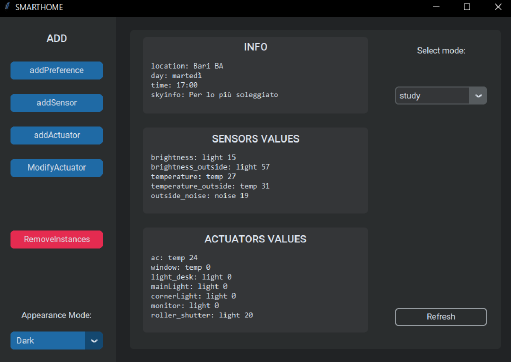 SMARTHOME
ADD
addPreference
addSensor
addActuator
ModifyActuator
RemoveInstances
Appearance Mode:
Dark
INFO
location: Bari BA
day: martedì
time: 17:00
skyinfo: Per lo più soleggiato
SENSORS VALUES
brightness: light 15
brightness_outside: light 57
temperature: temp 27
temperature_outside: temp 31
outside_noise: noise 19
ACTUATORS VALUES
ac: temp 24
window: temp 0
light_desk: light 0
mainLight: light 0
cornerLight: light 0
monitor: light 0
roller_shutter: light 20
Select mode:
study
Refresh